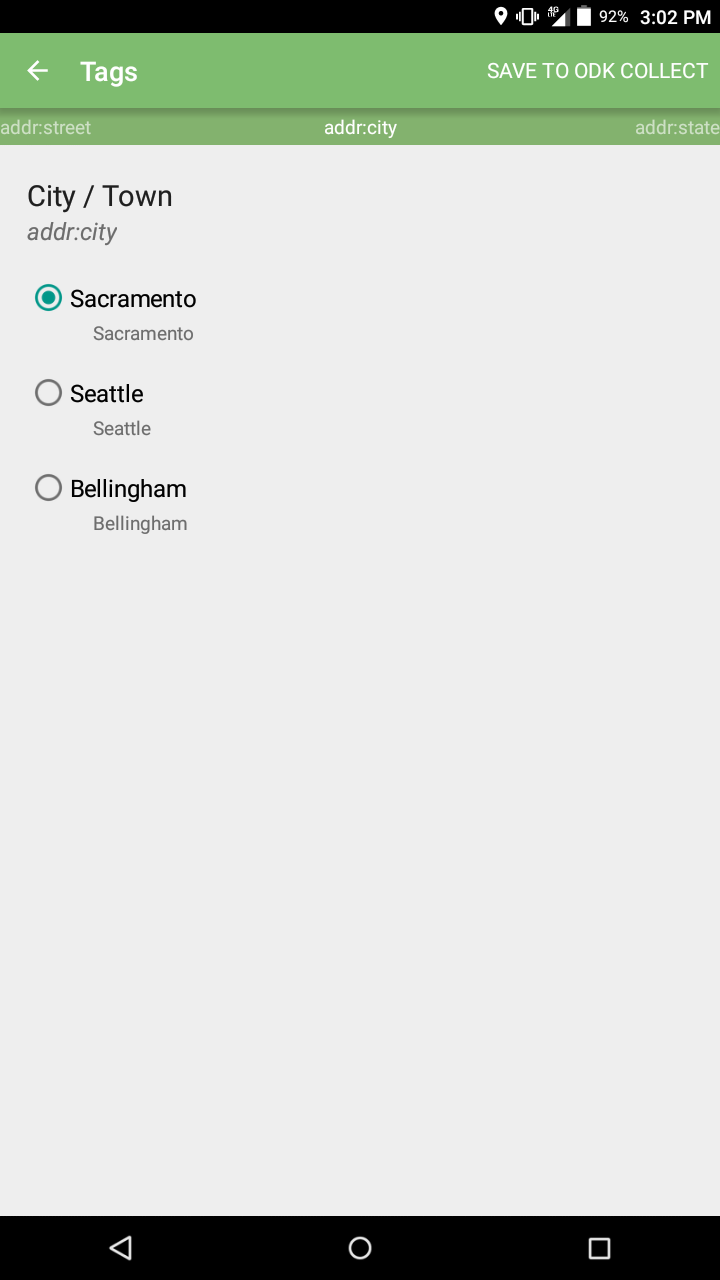 4G LTE 92% 3:02 PM
Tags SAVE TO ODK COLLECT
addr:street addr:city addr:state
City / Town
addr:city
Sacramento
Sacramento
Seattle
Seattle
Bellingham
Bellingham